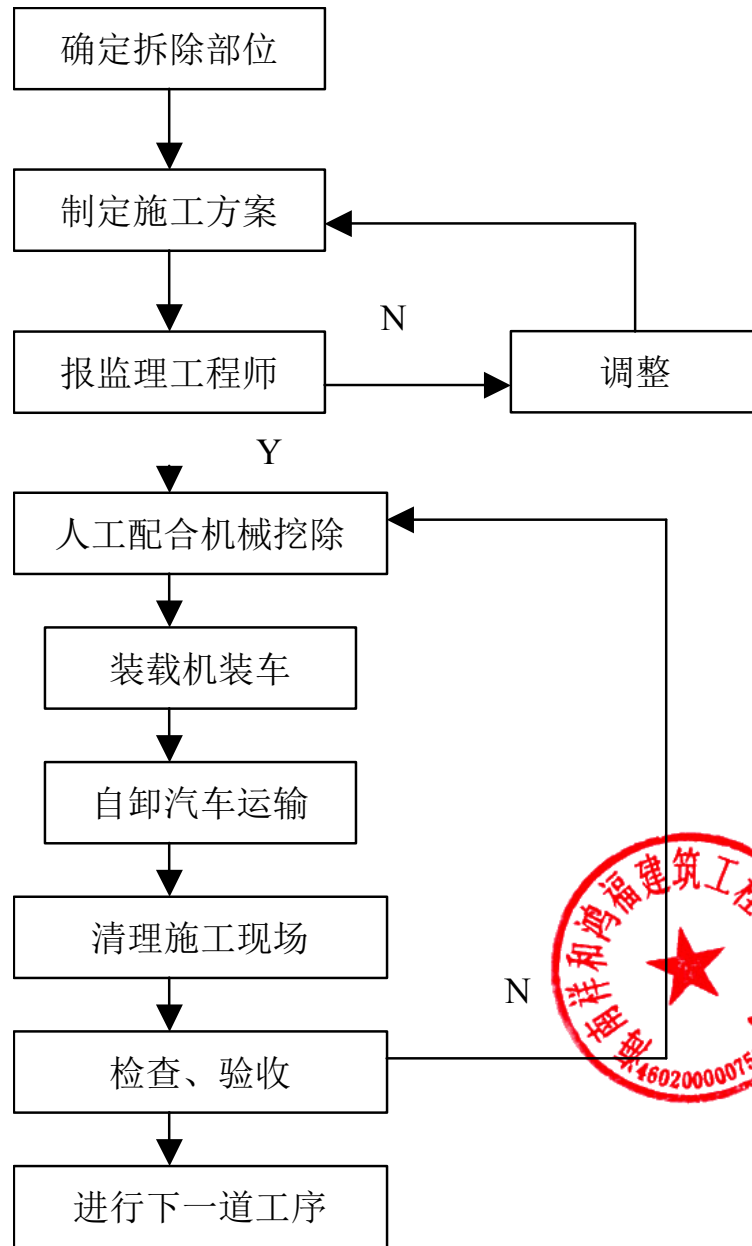 确定拆除部位
制定施工方案
N
报监理工程师
调整
Y
人工配合机械挖除
装载机装车
自卸汽车运输
清理施工现场
N
检查、验收
进行下一道工序
海南祥和鸿福建筑工程
46020000075